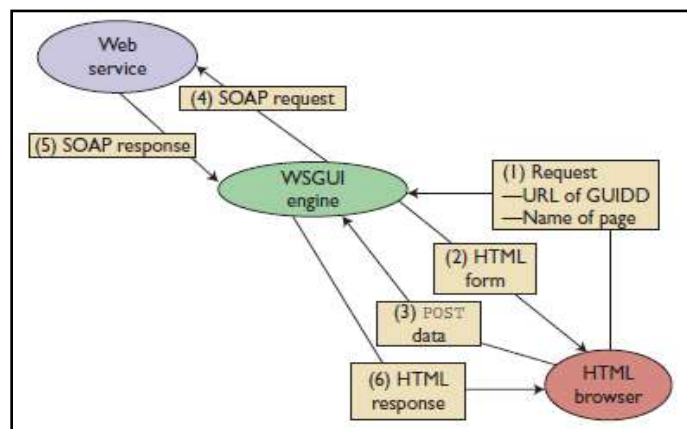 Web
service
(4) SOAP request
(5) SOAP response
WSGUI
engine
(1) Request
—URL of GUIDD
—Name of page
(2) HTML
form
(3) POST
data
(6) HTML
response
HTML
browser